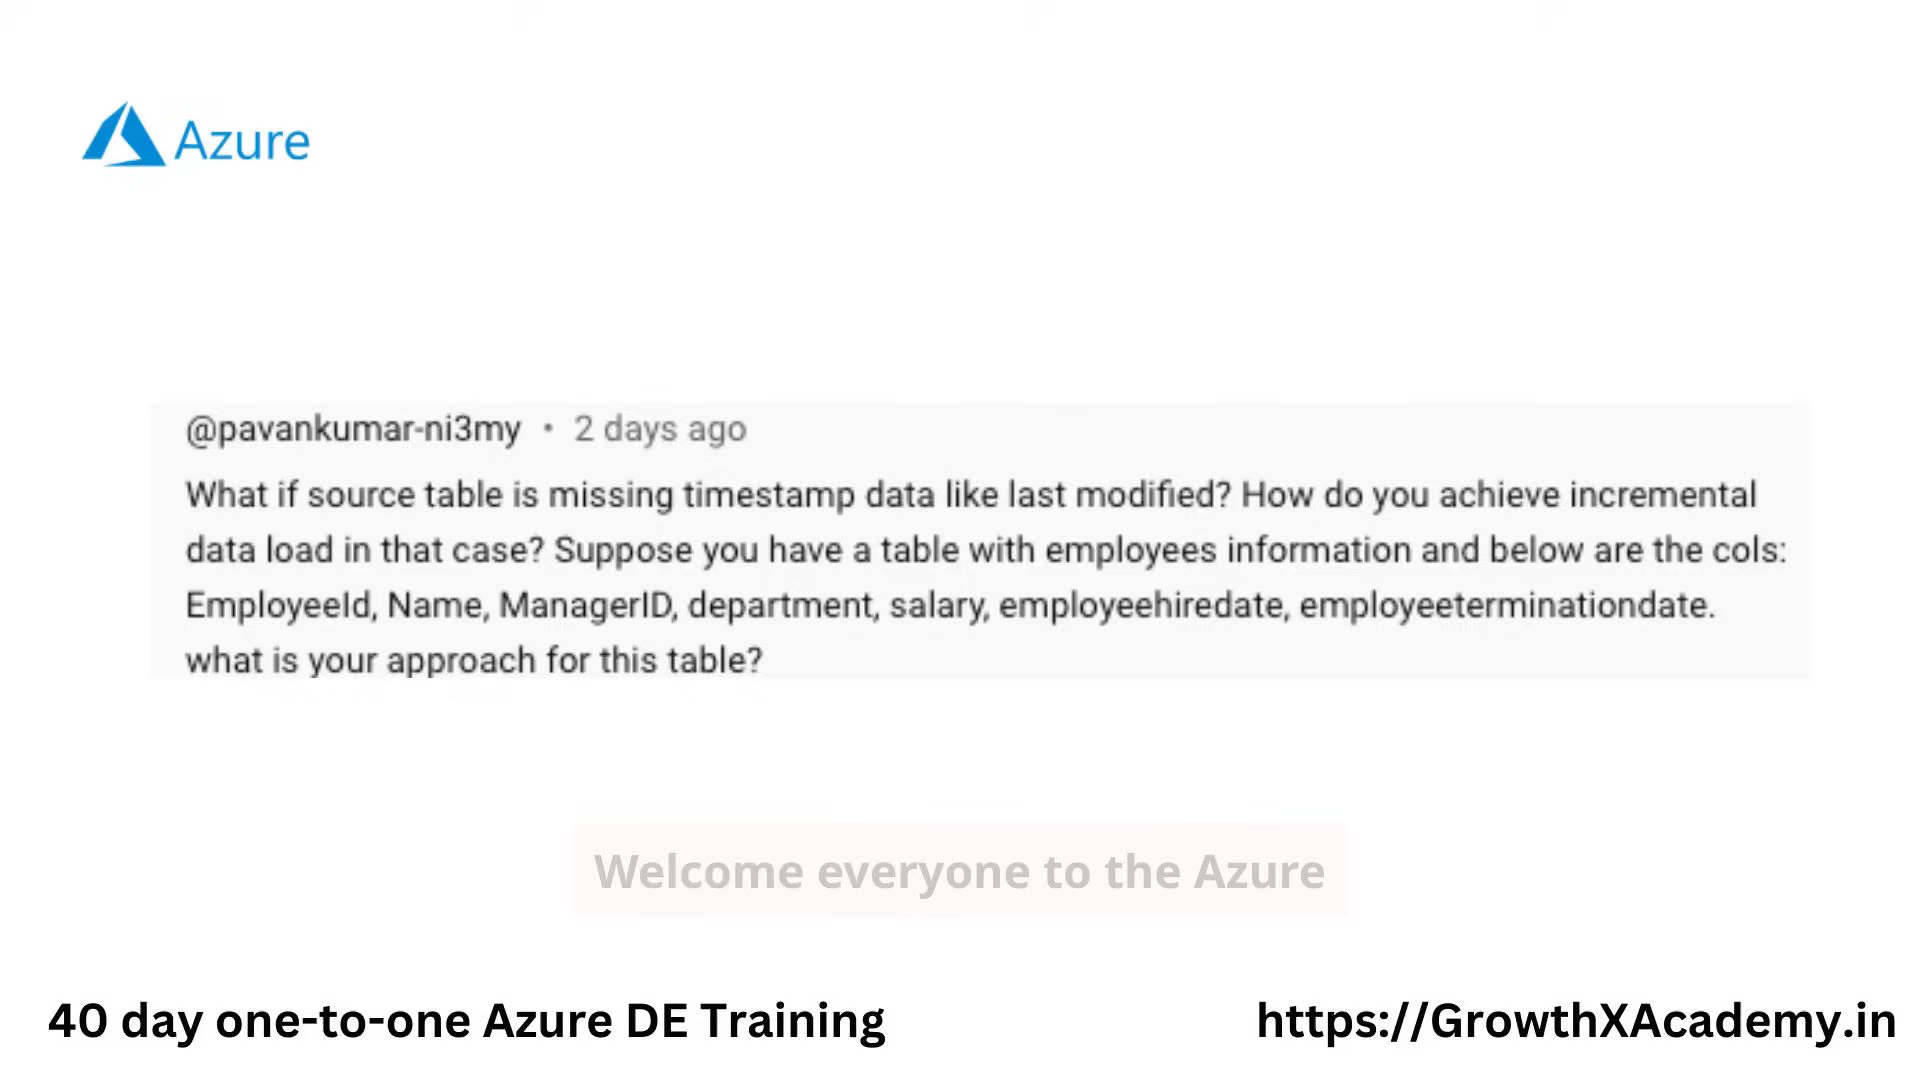 Azure
@pavankumar-ni3my • 2 days ago
What if source table is missing timestamp data like last modified? How do you achieve incremental
data load in that case? Suppose you have a table with employees information and below are the cols:
EmployeeId, Name, ManagerID, department, salary, employeehiredate, employeeterminationdate.
what is your approach for this table?
Welcome everyone to the Azure
40 day one-to-one Azure DE Training
https://GrowthXAcademy.in